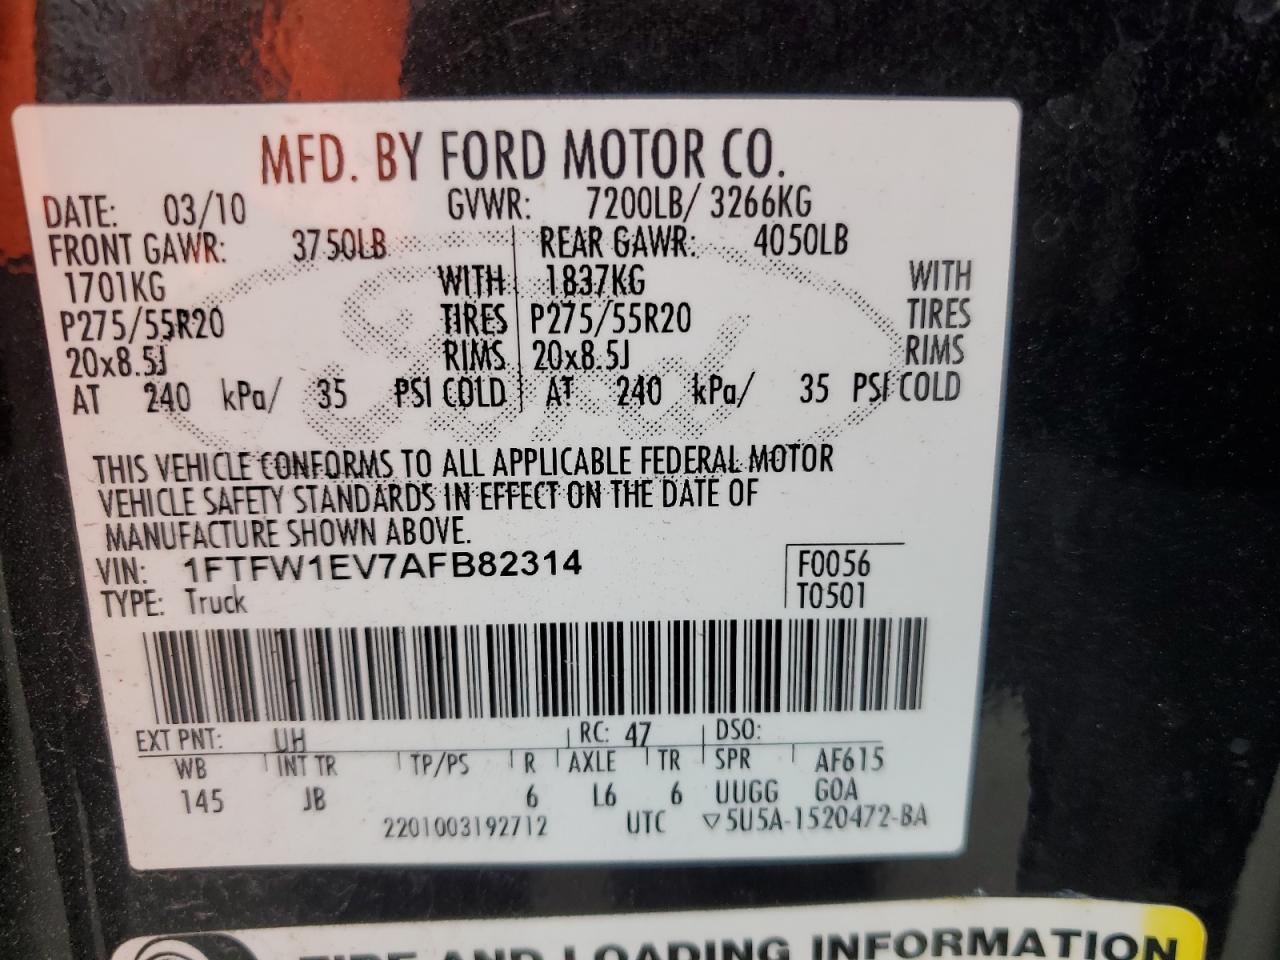 MFD. BY FORD MOTOR CO.
DATE: 03/10 GVWR: 7200LB/ 3266KG
FRONT GAWR: 3750LB REAR GAWR: 4050LB
1701KG WITH 1837KG WITH
P275/55R20 TIRES P275/55R20 TIRES
20x8.5J RIMS 20x8.5J RIMS
AT 240 kPa/ 35 PSI COLD AT 240 kPa/ 35 PSI COLD
THIS VEHICLE CONFORMS TO ALL APPLICABLE FEDERAL MOTOR
VEHICLE SAFETY STANDARDS IN EFFECT ON THE DATE OF
MANUFACTURE SHOWN ABOVE.
VIN: 1FTFW1EV7AFB82314 F0056
TYPE: Truck T0501
EXT PNT: UH RC: 47 DSO:
WB INT TR TP/PS R AXLE TR SPR AF615
145 JB 6 L6 6 UUGG GOA
2201003192712 UTC ▽5U5A-1520472-BA
TIRE AND LOADING INFORMATION